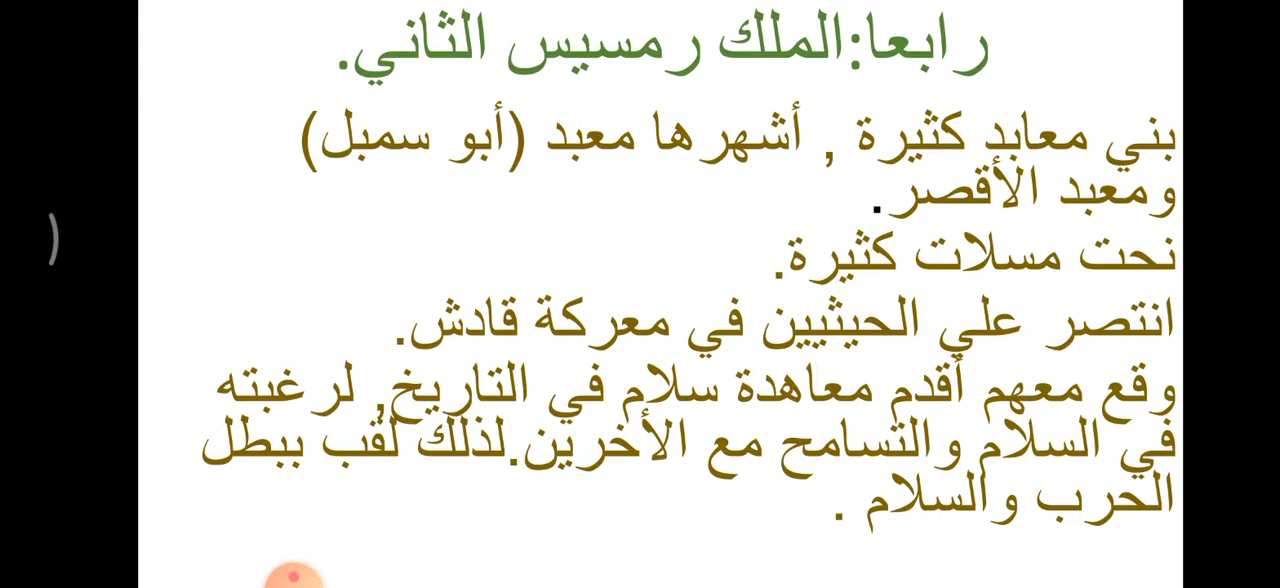 رابعا:الملك رمسيس الثاني.
بني معابد كثيرة , أشهرها معبد (أبو سمبل)
ومعبد الأقصر.
نحت مسلات كثيرة.
انتصر علي الحيثيين في معركة قادش.
وقع معهم أقدم معاهدة سلام في التاريخ, لرغبته
في السلام والتسامح مع الأخرين.لذلك لقب ببطل
الحرب والسلام .